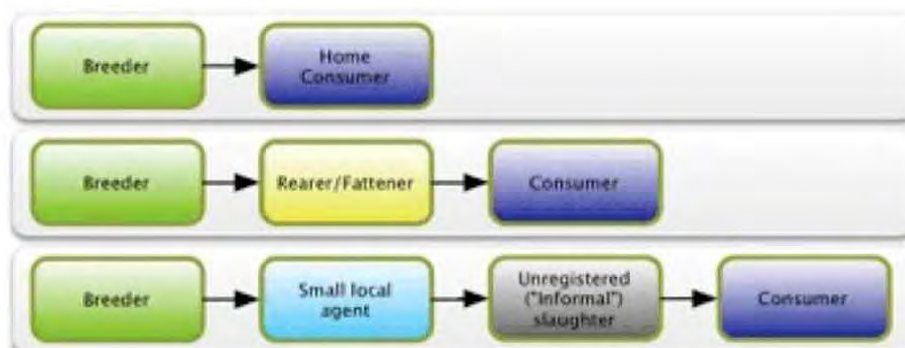 Breeder
Home
Consumer
Breeder
Rearer/Fattener
Consumer
Breeder
Small local
agent
Unregistered
("Informal")
slaughter
Consumer